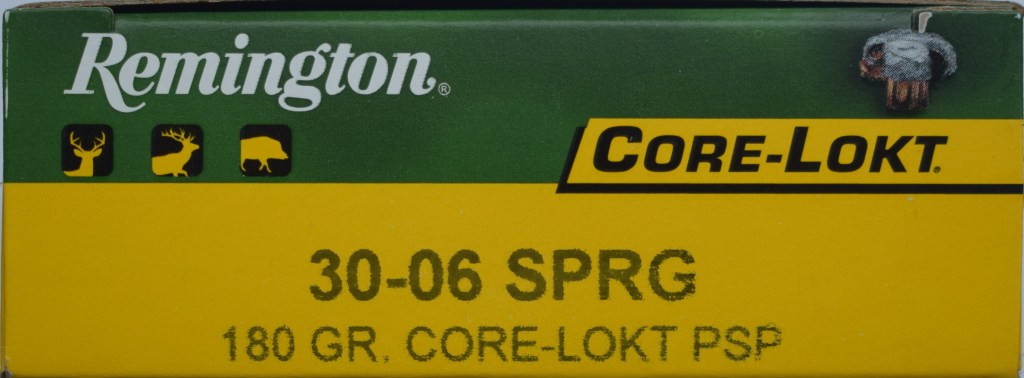 Remington®
CORE-LOKT®
30-06 SPRG
180 GR. CORE-LOKT PSP